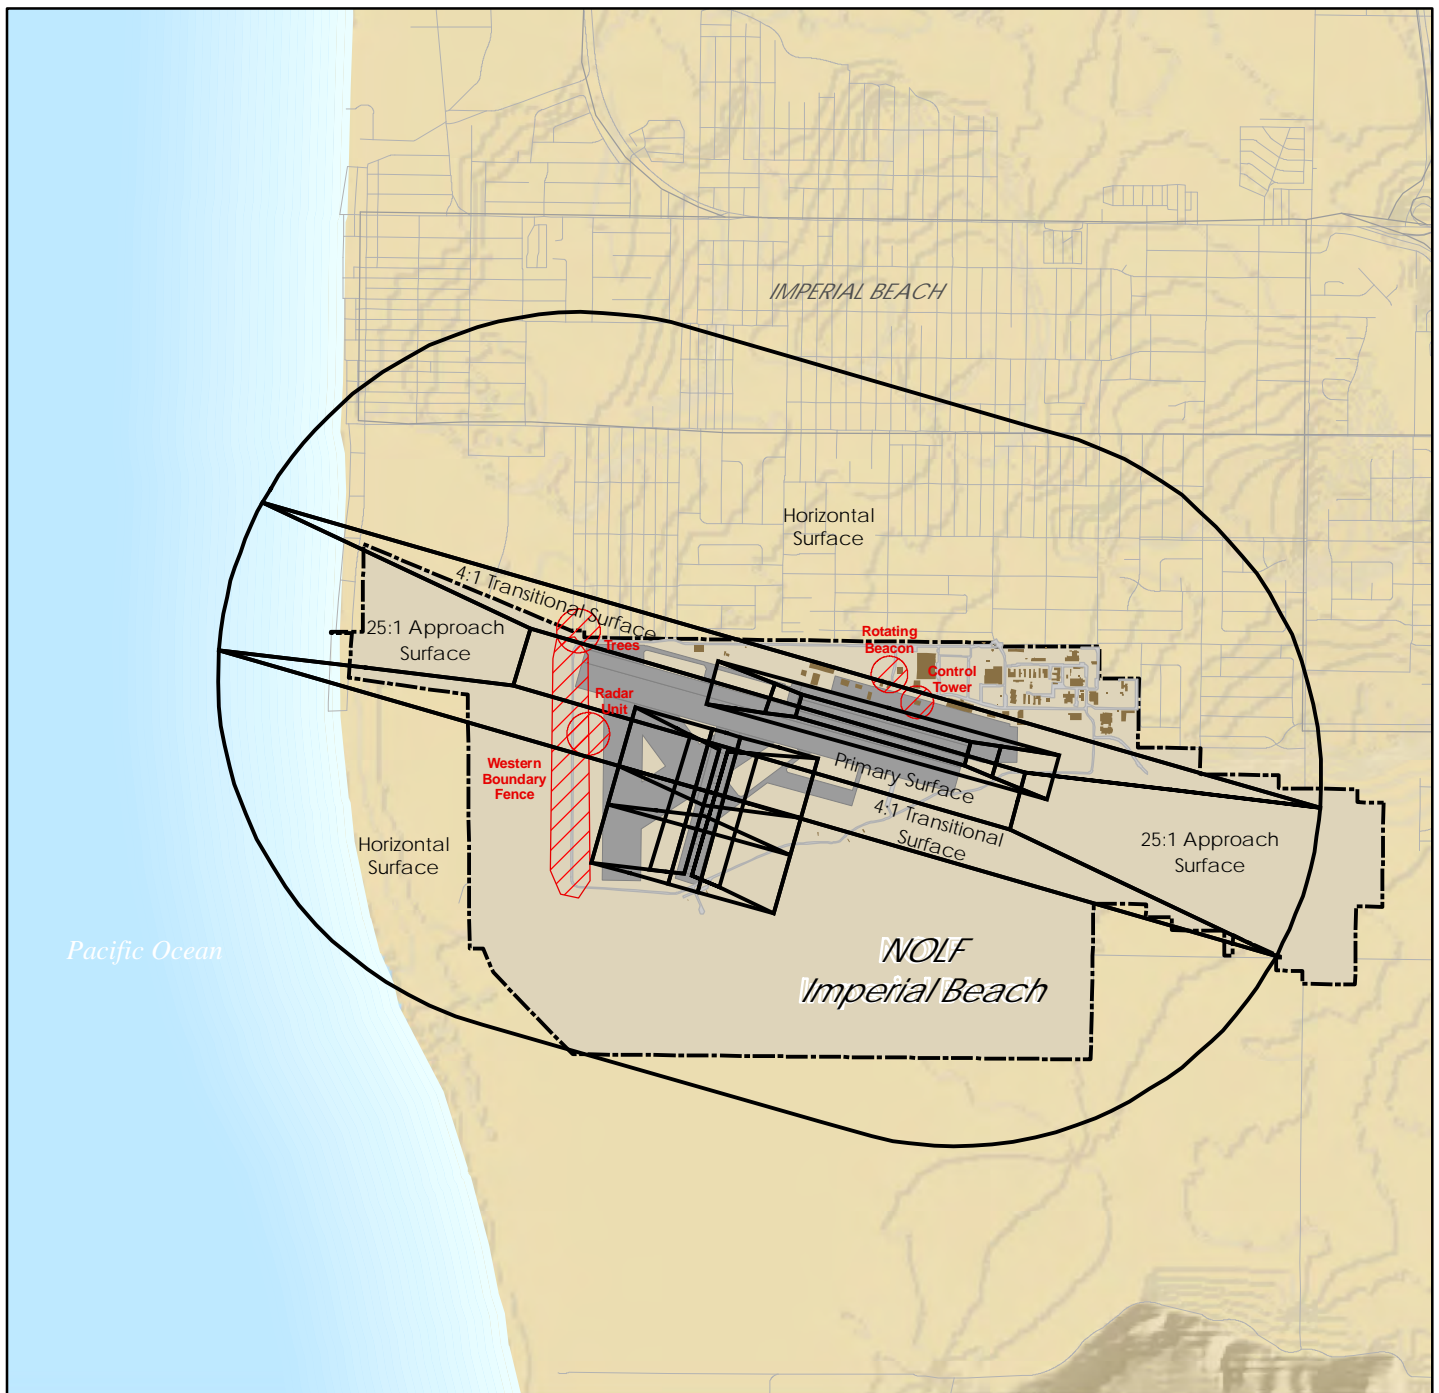 IMPERIAL BEACH
Horizontal
Surface
4:1 Transitional Surface
25:1 Approach
Surface
Trees
Rotating
Beacon
Control
Tower
Radar
Unit
Western
Boundary
Fence
Primary Surface
4:1 Transitional
Surface
25:1 Approach
Surface
Horizontal
Surface
Pacific Ocean
NOLF
Imperial Beach